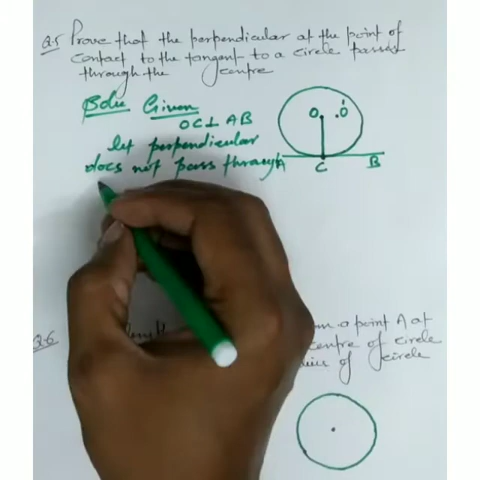 Q.5 Prove that the perpendicular at the point of
contact to the tangent to a circle passes
through the centre
Solu Given
OC⊥ AB
let perpendicular
does not pass through
O .O'
A C B
Q.6 a point A at
centre of circle
of circle